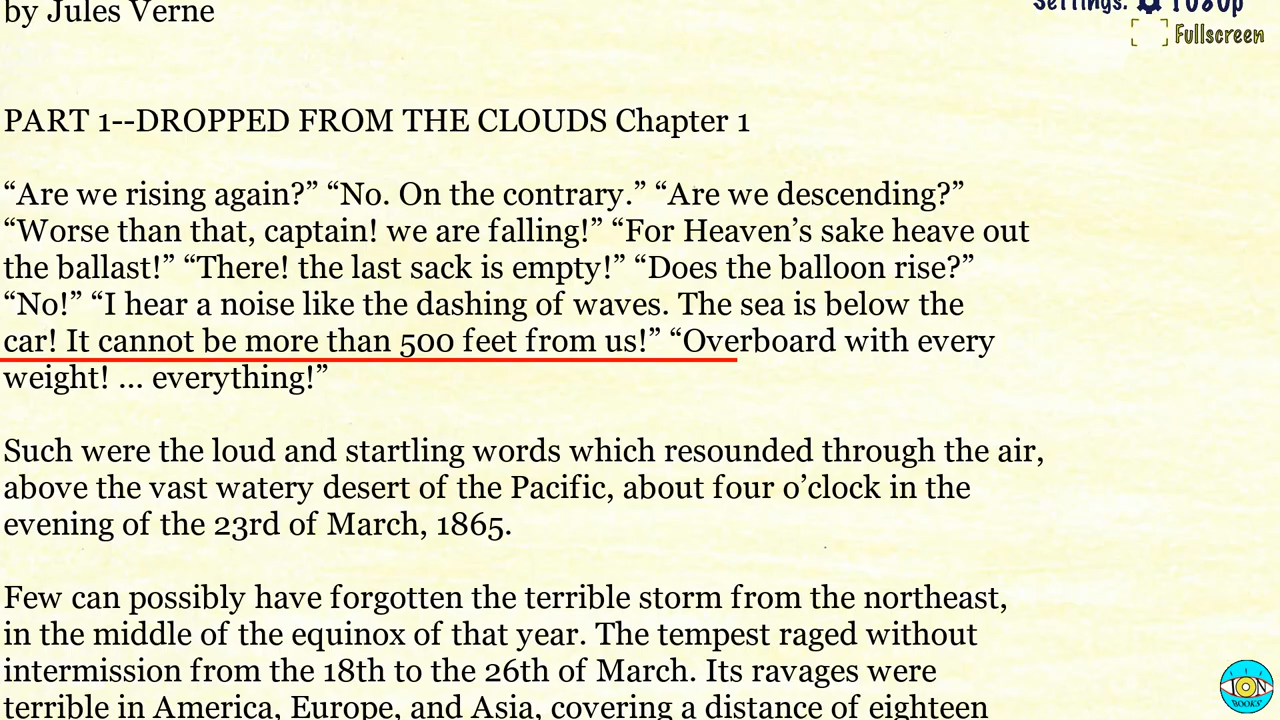 by Jules Verne
Settings: 1080p
Fullscreen
PART 1--DROPPED FROM THE CLOUDS Chapter 1
“Are we rising again?” “No. On the contrary.” “Are we descending?”
“Worse than that, captain! we are falling!” “For Heaven’s sake heave out
the ballast!” “There! the last sack is empty!” “Does the balloon rise?”
“No!” “I hear a noise like the dashing of waves. The sea is below the
car! It cannot be more than 500 feet from us!” “Overboard with every
weight! ... everything!”
Such were the loud and startling words which resounded through the air,
above the vast watery desert of the Pacific, about four o’clock in the
evening of the 23rd of March, 1865.
Few can possibly have forgotten the terrible storm from the northeast,
in the middle of the equinox of that year. The tempest raged without
intermission from the 18th to the 26th of March. Its ravages were
terrible in America, Europe, and Asia, covering a distance of eighteen
ION
BOOKS